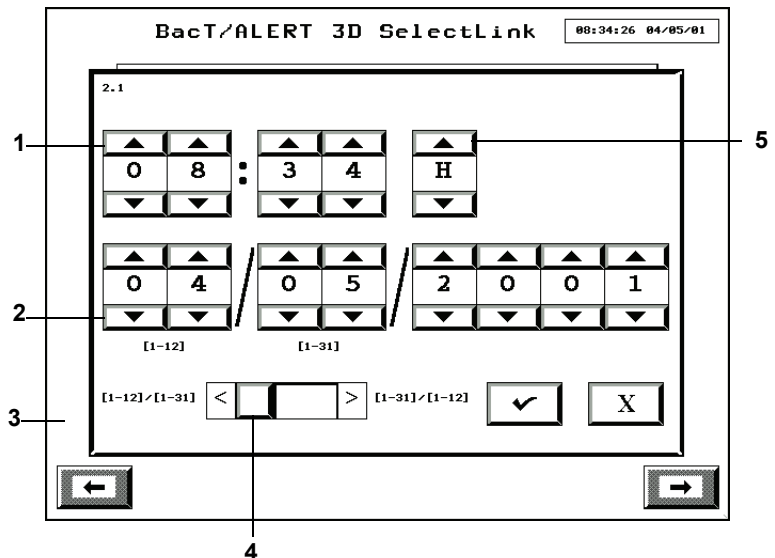 BacT/ALERT 3D SelectLink 08:34:26 04/05/01
2.1
1 5
0 8 : 3 4 H
0 4 / 0 5 / 2 0 0 1
2
[1-12] [1-31]
[1-12]/[1-31] < > [1-31]/[1-12] X
3
4